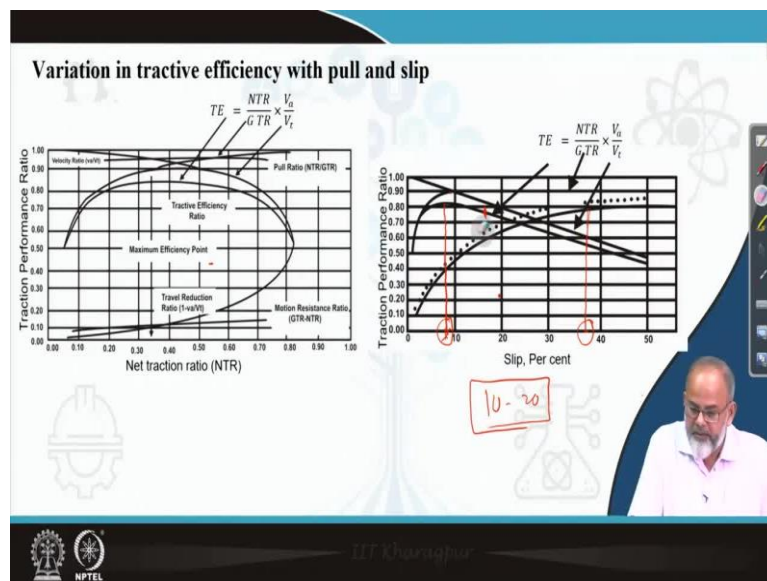 Variation in tractive efficiency with pull and slip
TE = NTR / G TR × Va / Vt
1.00
0.90
0.80
0.70
0.60
0.50
0.40
0.30
0.20
0.10
0.00
Traction Performance Ratio
Velocity Ratio (va/Vt)
Pull Ratio (NTR/GTR)
Tractive Efficiency
Ratio
Maximum Efficiency Point
Travel Reduction
Ratio (1-va/Vt)
Motion Resistance Ratio
(GTR-NTR)
0.00 0.10 0.20 0.30 0.40 0.50 0.60 0.70 0.80 0.90 1.00
Net traction ratio (NTR)
TE = NTR / G TR × Va / Vt
1.00
0.90
0.80
0.70
0.60
0.50
0.40
0.30
0.20
0.10
0.00
Traction Performance Ratio
0 10 20 30 40 50
Slip, Per cent
10-20
IIT Kharagpur
NPTEL